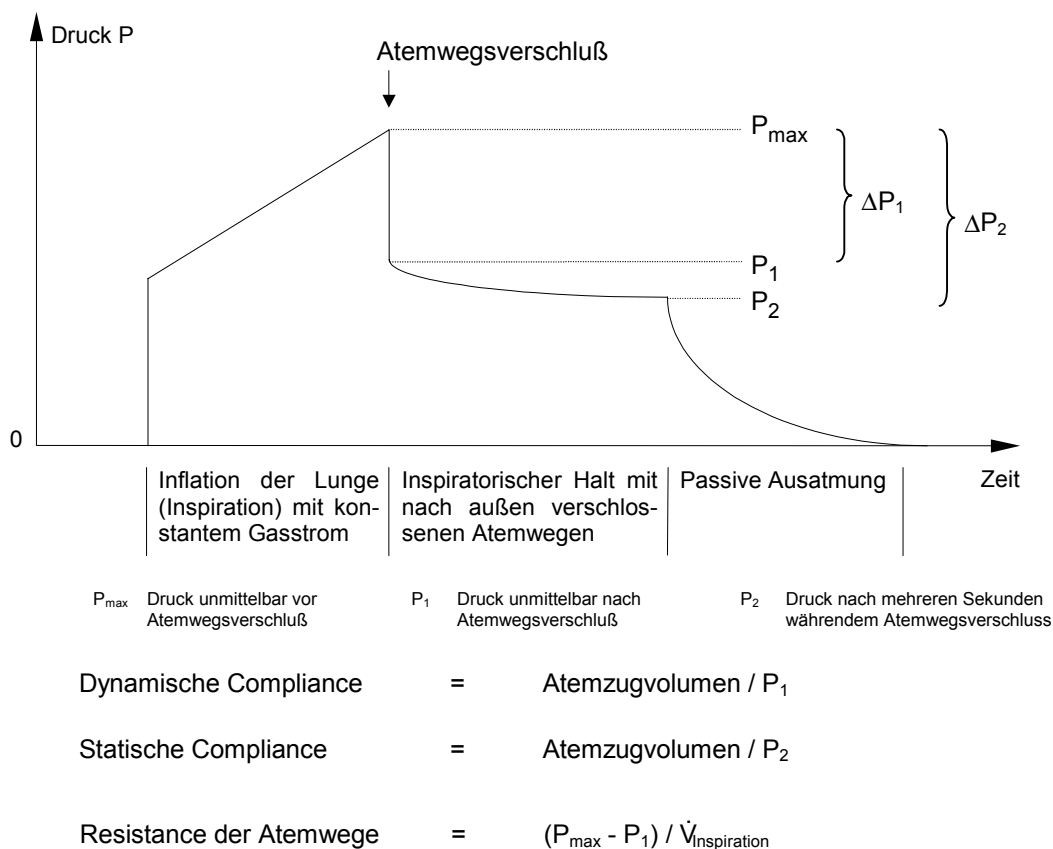 Druck P
Atemwegsverschluß
P max
ΔP1
ΔP2
P1
P2
0
Zeit
Inflation der Lunge
(Inspiration) mit kon-
stantem Gasstrom
Inspiratorischer Halt mit
nach außen verschlos-
senen Atemwegen
Passive Ausatmung
Pmax Druck unmittelbar vor
Atemwegsverschluß
P1 Druck unmittelbar nach
Atemwegsverschluß
P2 Druck nach mehreren Sekunden
währendem Atemwegsverschluss
Dynamische Compliance = Atemzugvolumen / P1
Statische Compliance = Atemzugvolumen / P2
Resistance der Atemwege = (Pmax - P1) / V̇Inspiration